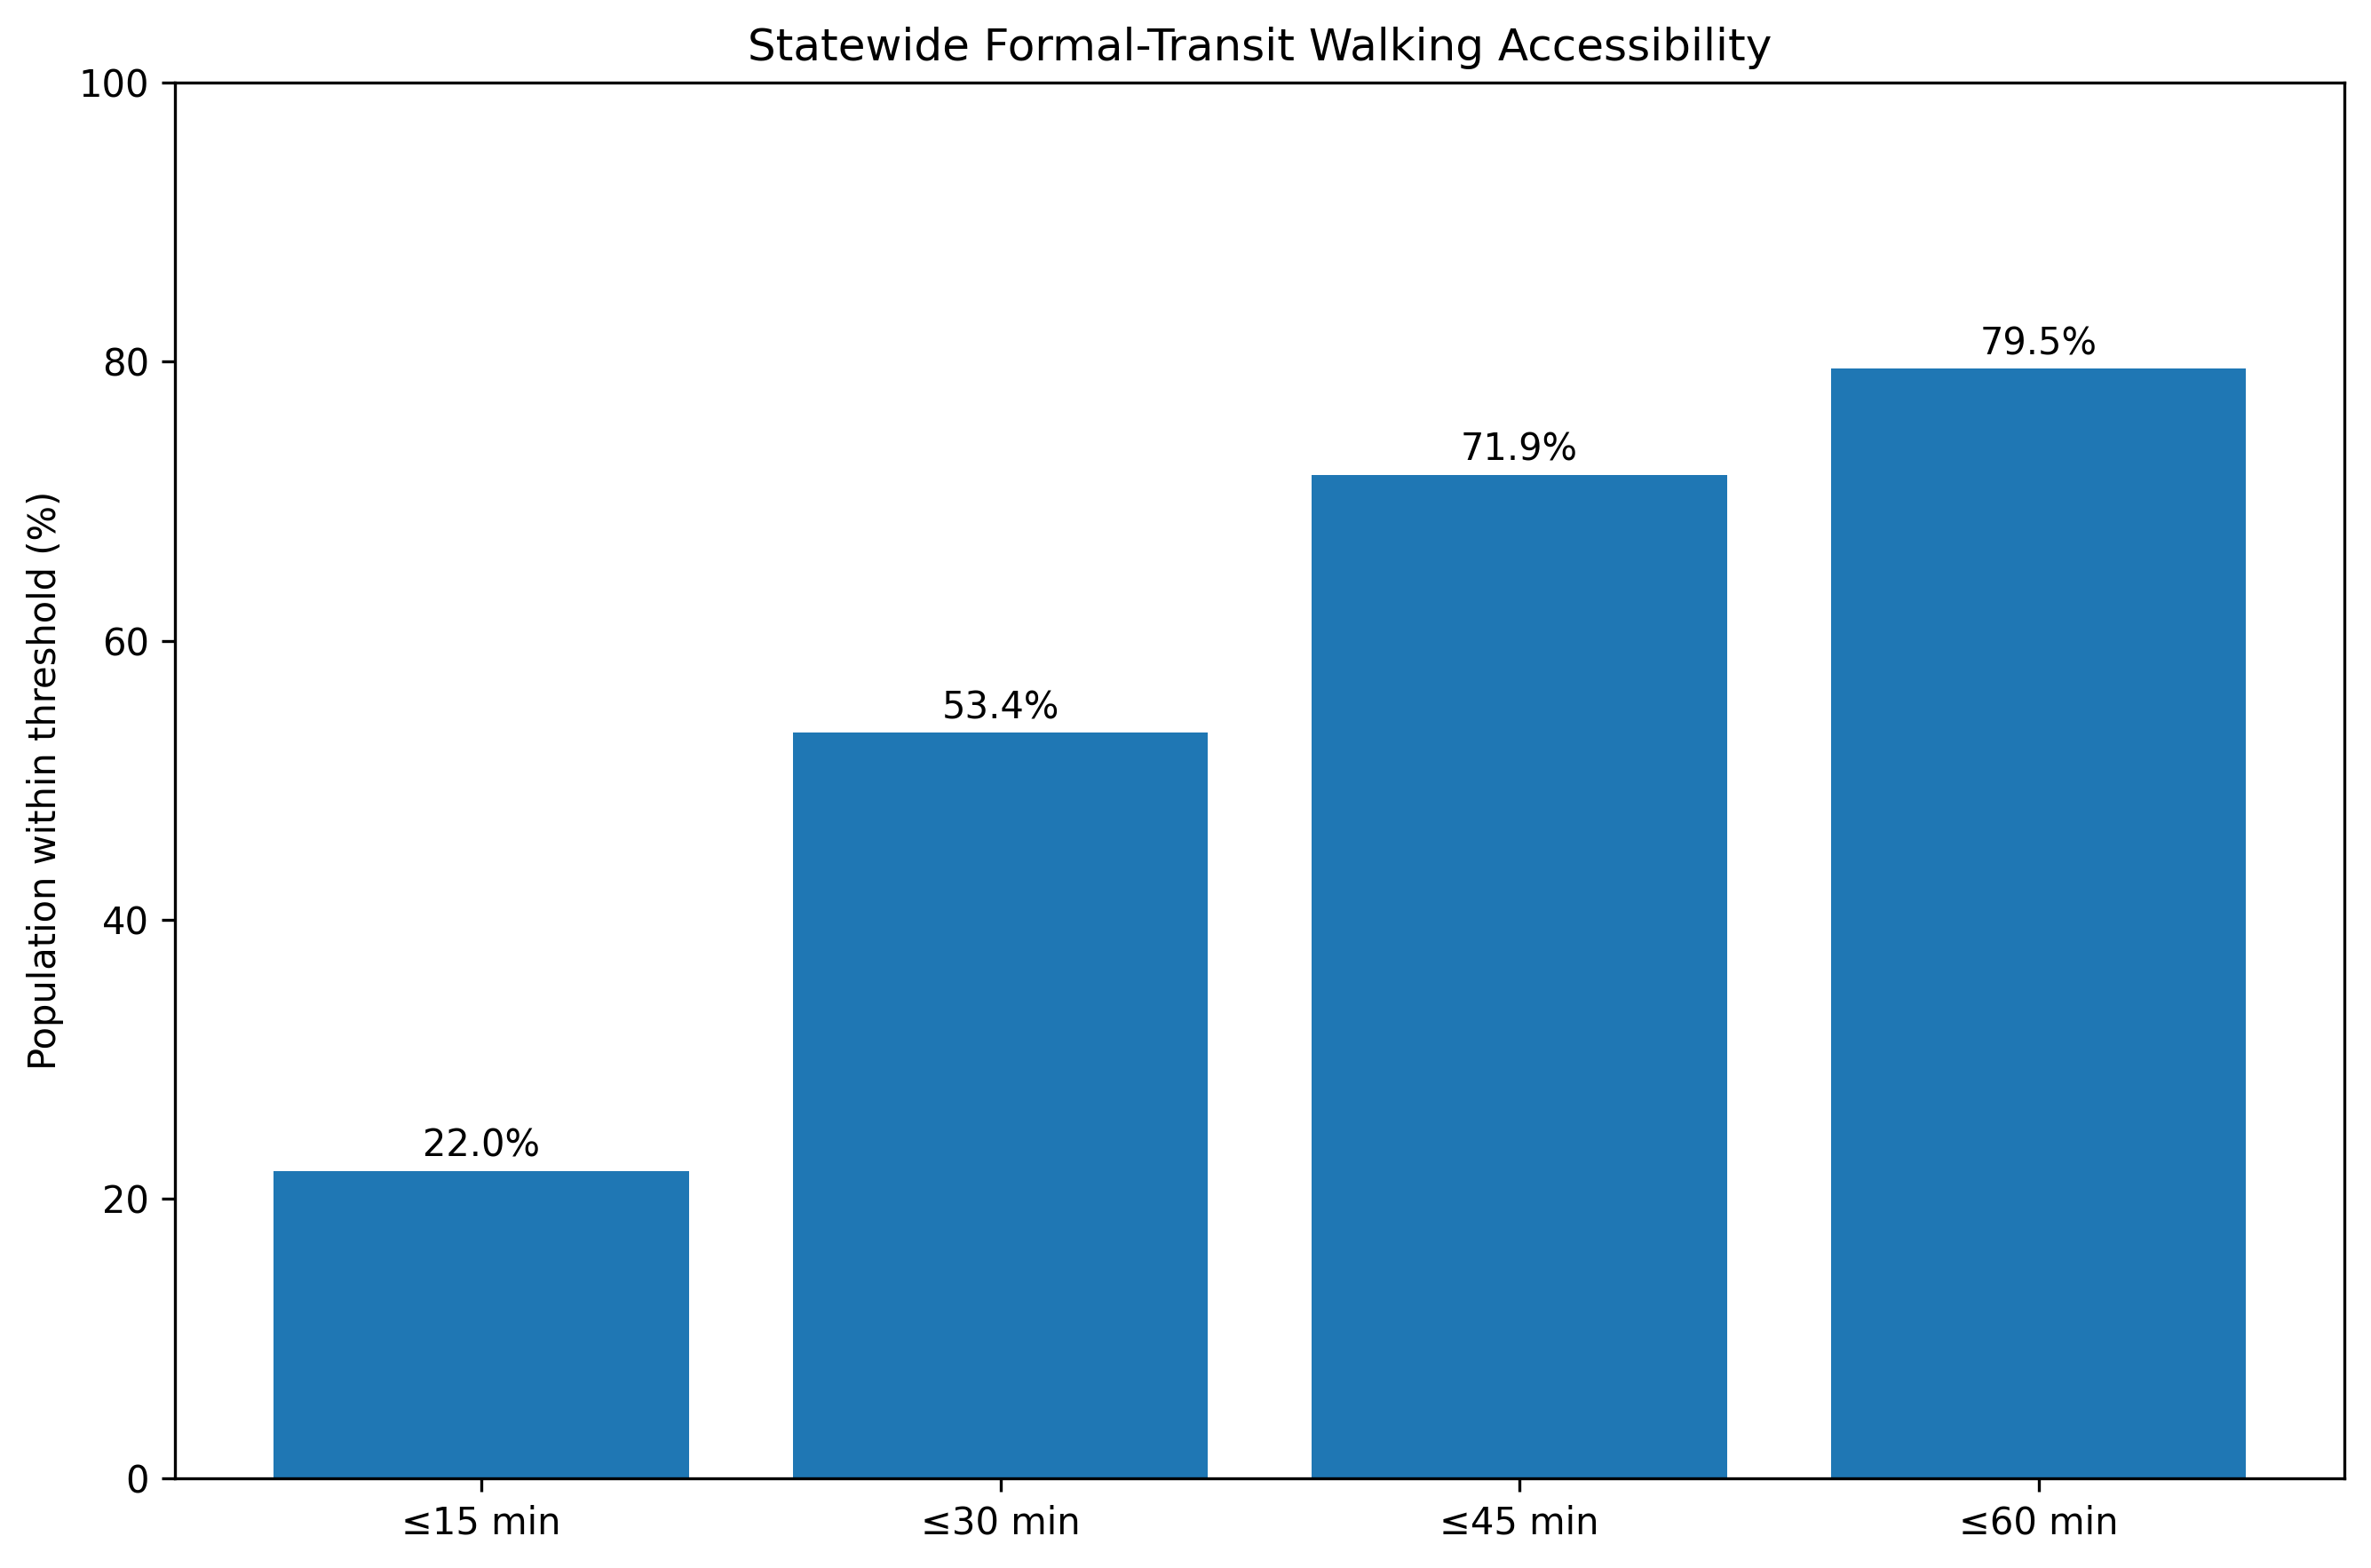 Statewide Formal-Transit Walking Accessibility
Population within threshold (%)
100
80
60
40
20
0
22.0%
53.4%
71.9%
79.5%
≤15 min
≤30 min
≤45 min
≤60 min